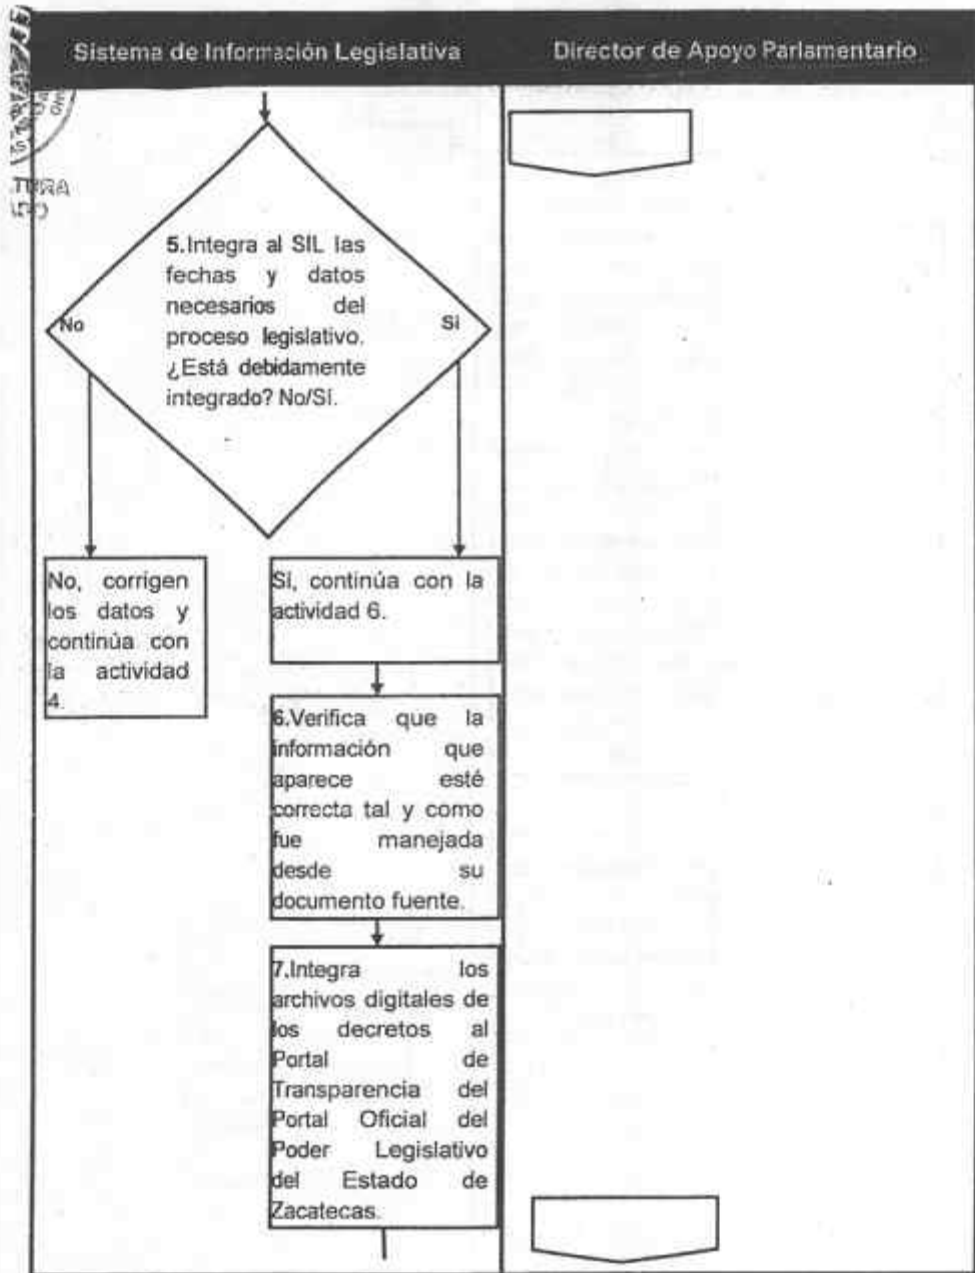 Sistema de Información Legislativa
Director de Apoyo Parlamentario
TURA
5.Integra al SIL las
fechas y datos
necesarios del
proceso legislativo.
¿Está debidamente
integrado? No/Sí.
No
Si
No, corrigen
los datos y
continúa con
la actividad
4.
Sí, continúa con la
actividad 6.
6.Verifica que la
información que
aparece esté
correcta tal y como
fue manejada
desde su
documento fuente.
7.Integra los
archivos digitales de
los decretos al
Portal de
Transparencia del
Portal Oficial del
Poder Legislativo
del Estado de
Zacatecas.